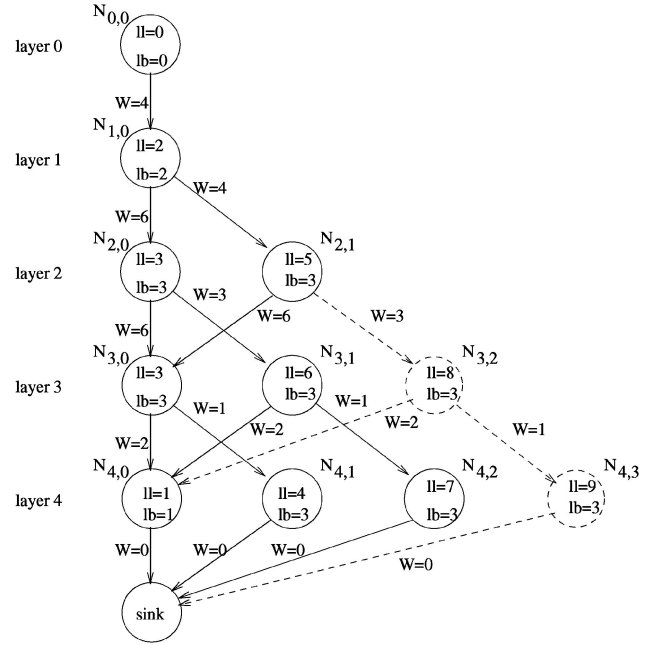 N0,0
layer 0
ll=0
lb=0
W=4
N1,0
layer 1
ll=2
lb=2
W=4
W=6
N2,0
N2,1
layer 2
ll=3
lb=3
ll=5
lb=3
W=3
W=6
W=3
W=6
N3,0
N3,1
N3,2
layer 3
ll=3
lb=3
ll=6
lb=3
ll=8
lb=3
W=1
W=1
W=2
W=2
W=2
W=1
N4,0
N4,1
N4,2
N4,3
layer 4
ll=1
lb=1
ll=4
lb=3
ll=7
lb=3
ll=9
lb=3
W=0
W=0
W=0
W=0
sink